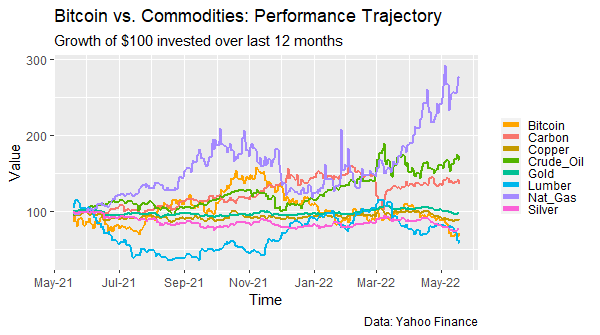 Bitcoin vs. Commodities: Performance Trajectory
Growth of $100 invested over last 12 months
300
200
100
Value
May-21
Jul-21
Sep-21
Nov-21
Jan-22
Mar-22
May-22
Time
Bitcoin
Carbon
Copper
Crude_Oil
Gold
Lumber
Nat_Gas
Silver
Data: Yahoo Finance